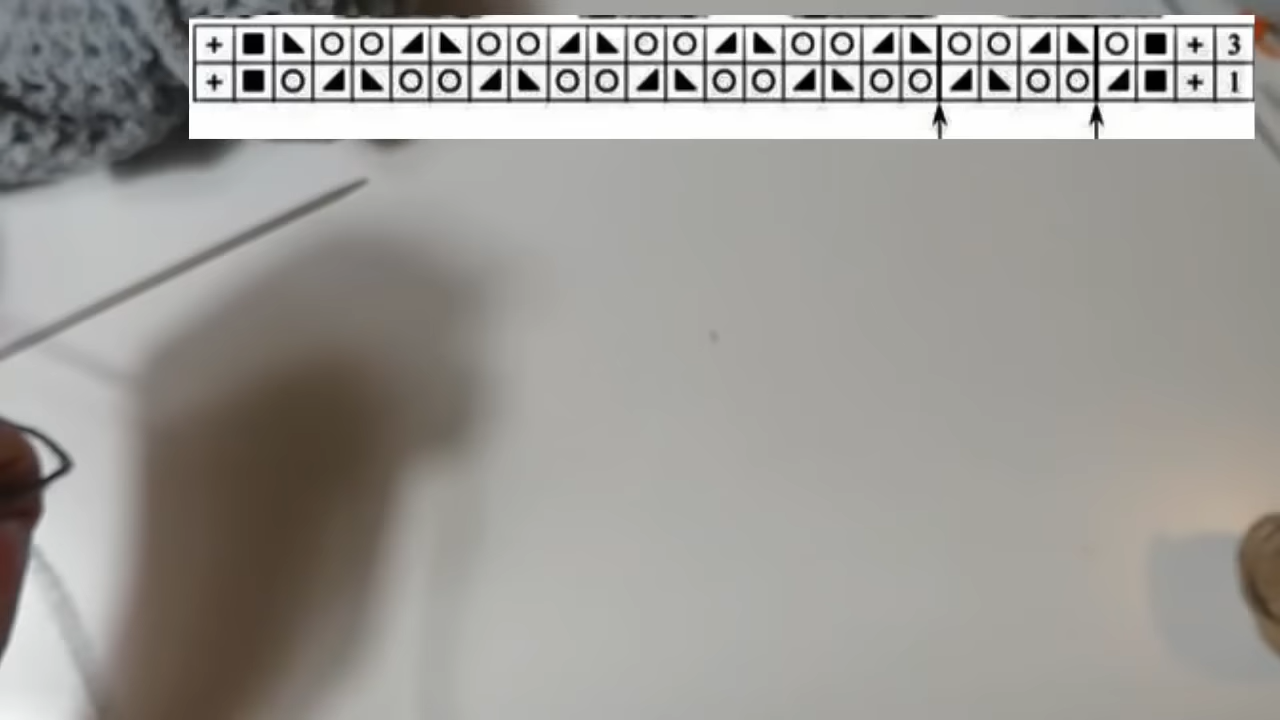 + + 3
+ + 1